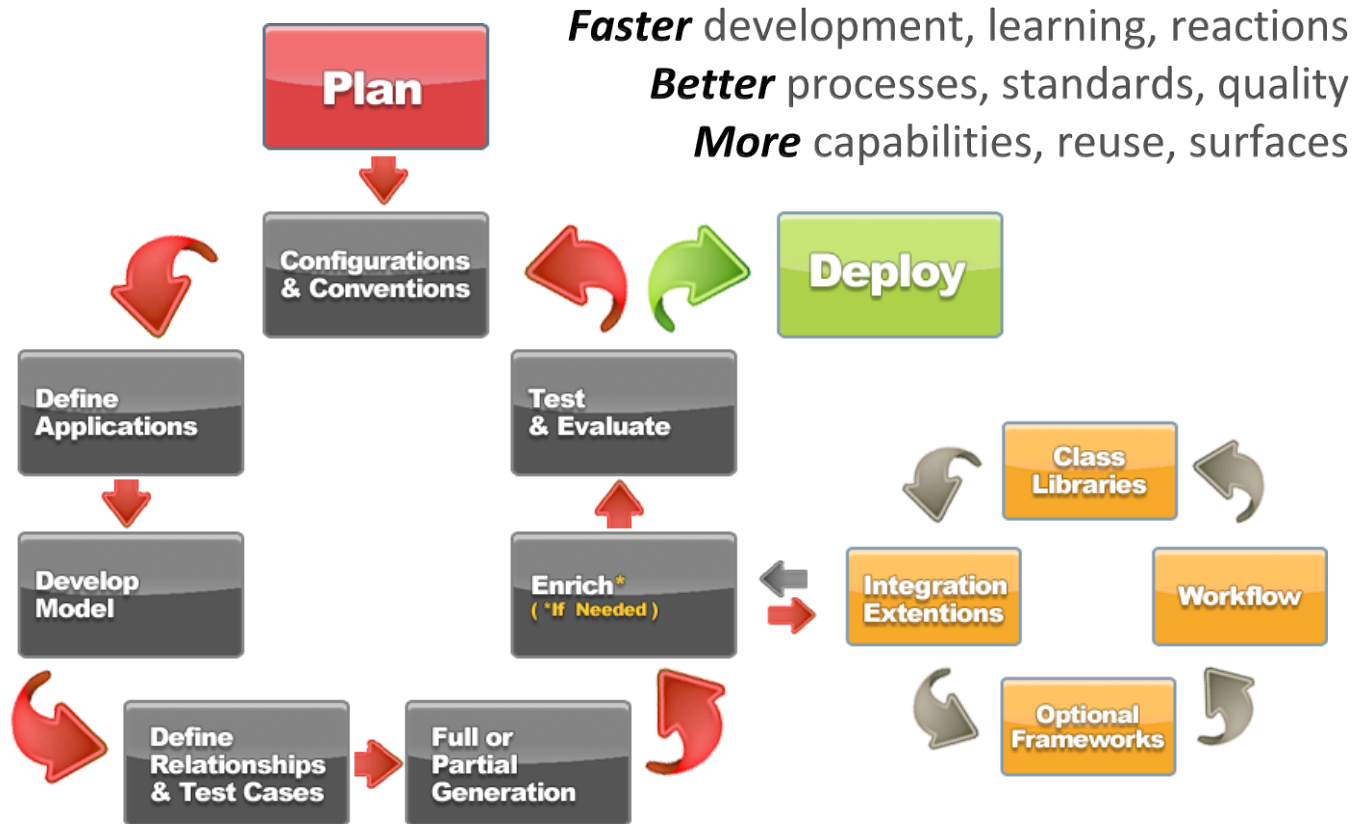 Faster development, learning, reactions
Better processes, standards, quality
More capabilities, reuse, surfaces
Plan
Configurations
& Conventions
Deploy
Define
Applications
Test
& Evaluate
Class
Libraries
Develop
Model
Enrich*
( *If Needed )
Integration
Extentions
Workflow
Define
Relationships
& Test Cases
Full or
Partial
Generation
Optional
Frameworks